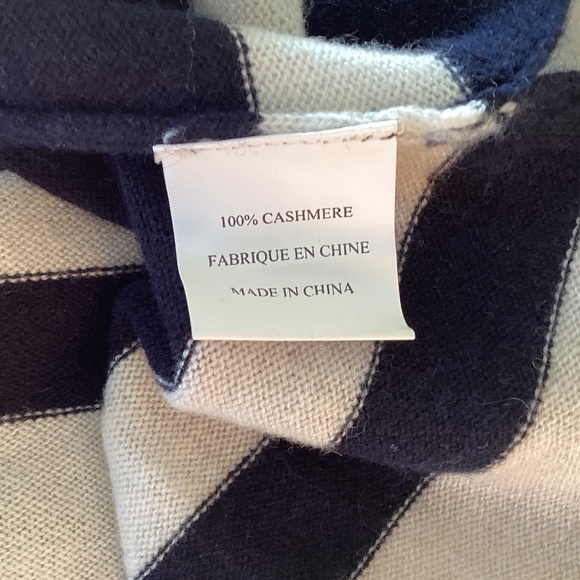 100% CASHMERE
FABRIQUE EN CHINE
MADE IN CHINA